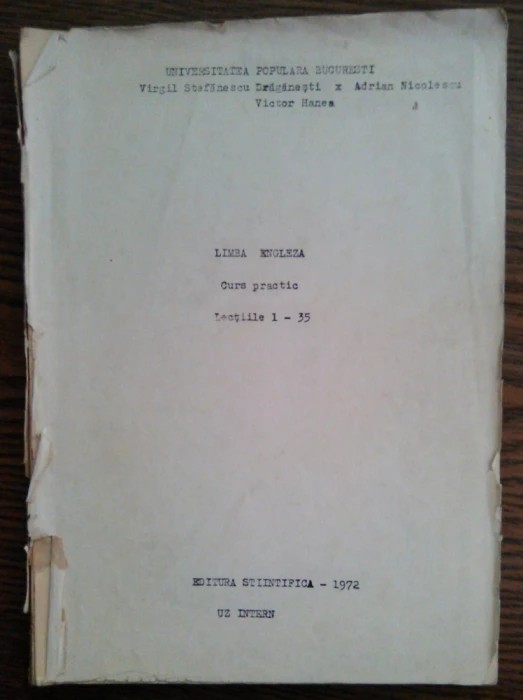 UNIVERSITATEA POPULARA BUCURESTI
Virgil Stefănescu Drăgănești x Adrian Nicolescu
Victor Hanea
LIMBA ENGLEZA
Curs practic
Lecțiile 1 - 35
EDITURA STIINTIFICA - 1972
UZ INTERN